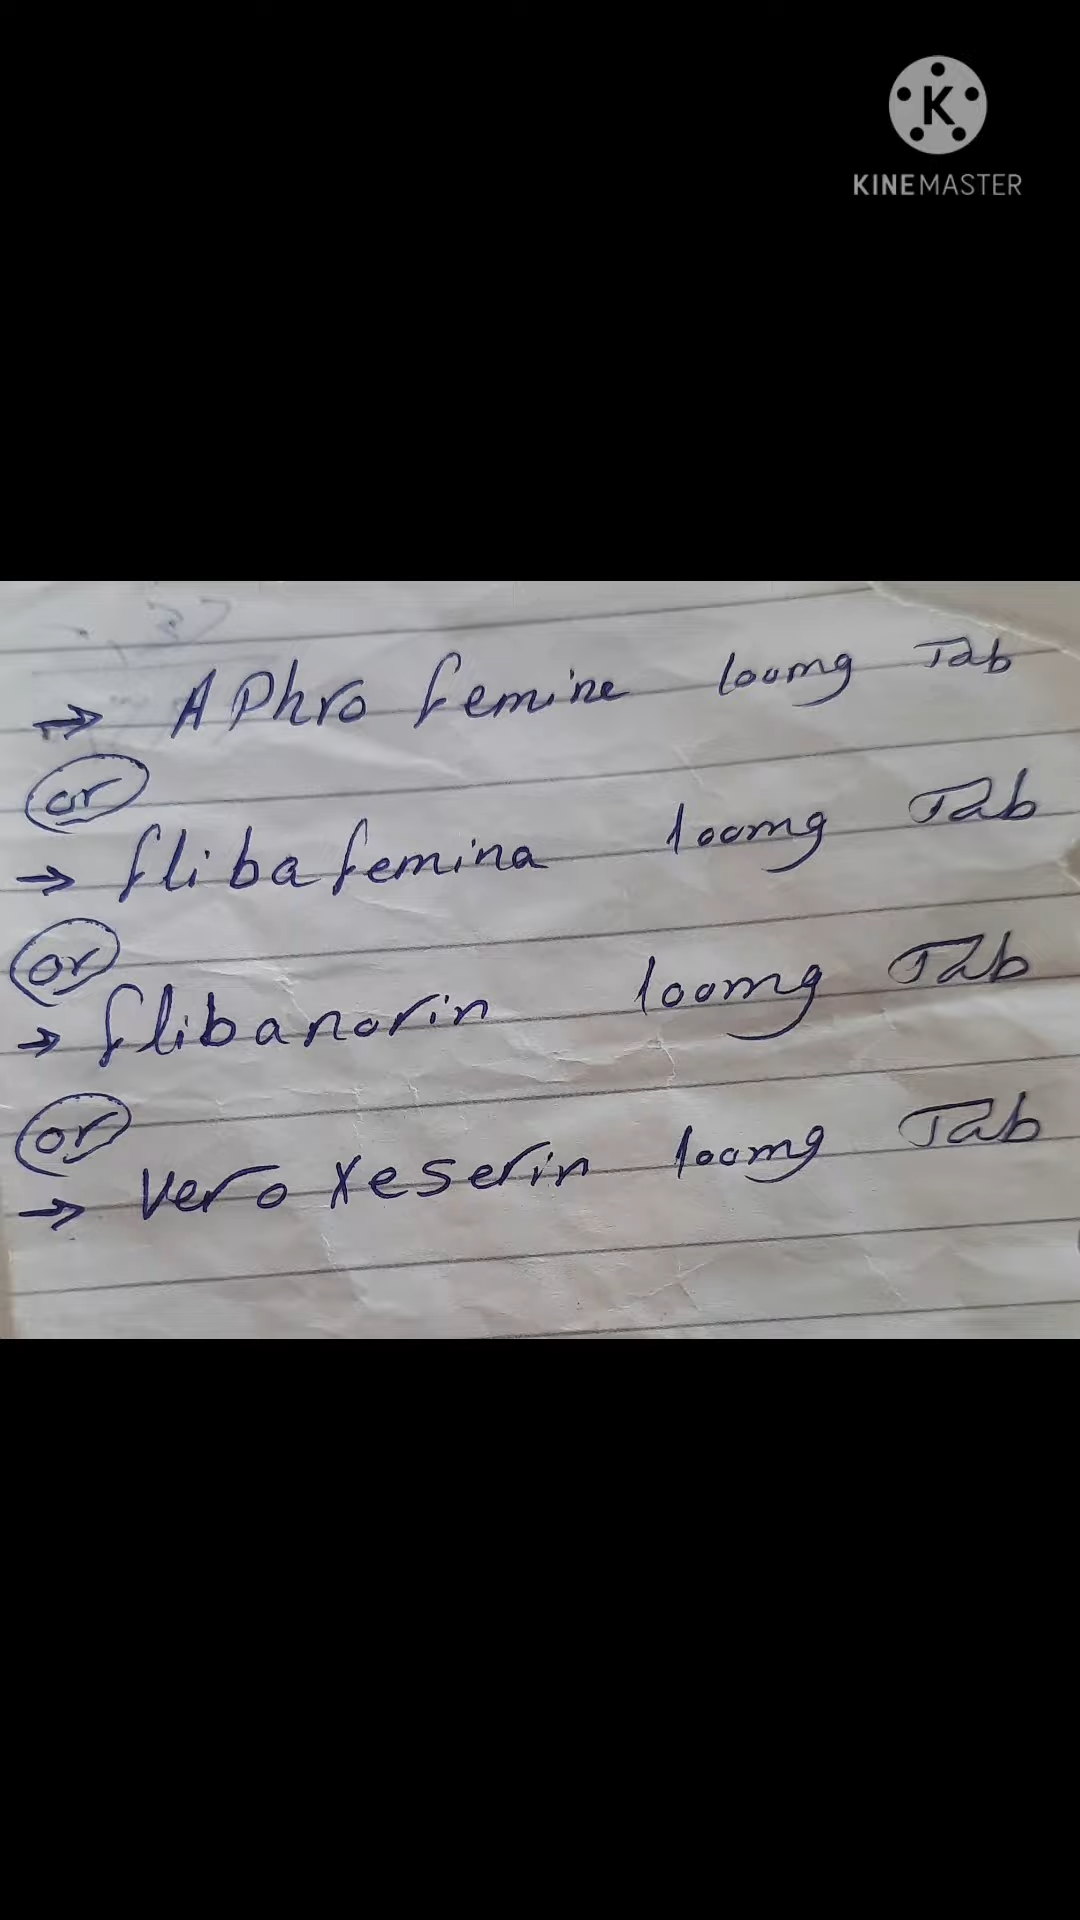 K
KINEMASTER
→ APhro femine 100mg Tab
or
→ flibafemina 100mg Tab
or
→ flibanorin 100mg Tab
or
→ Vero Xeserin 100mg Tab